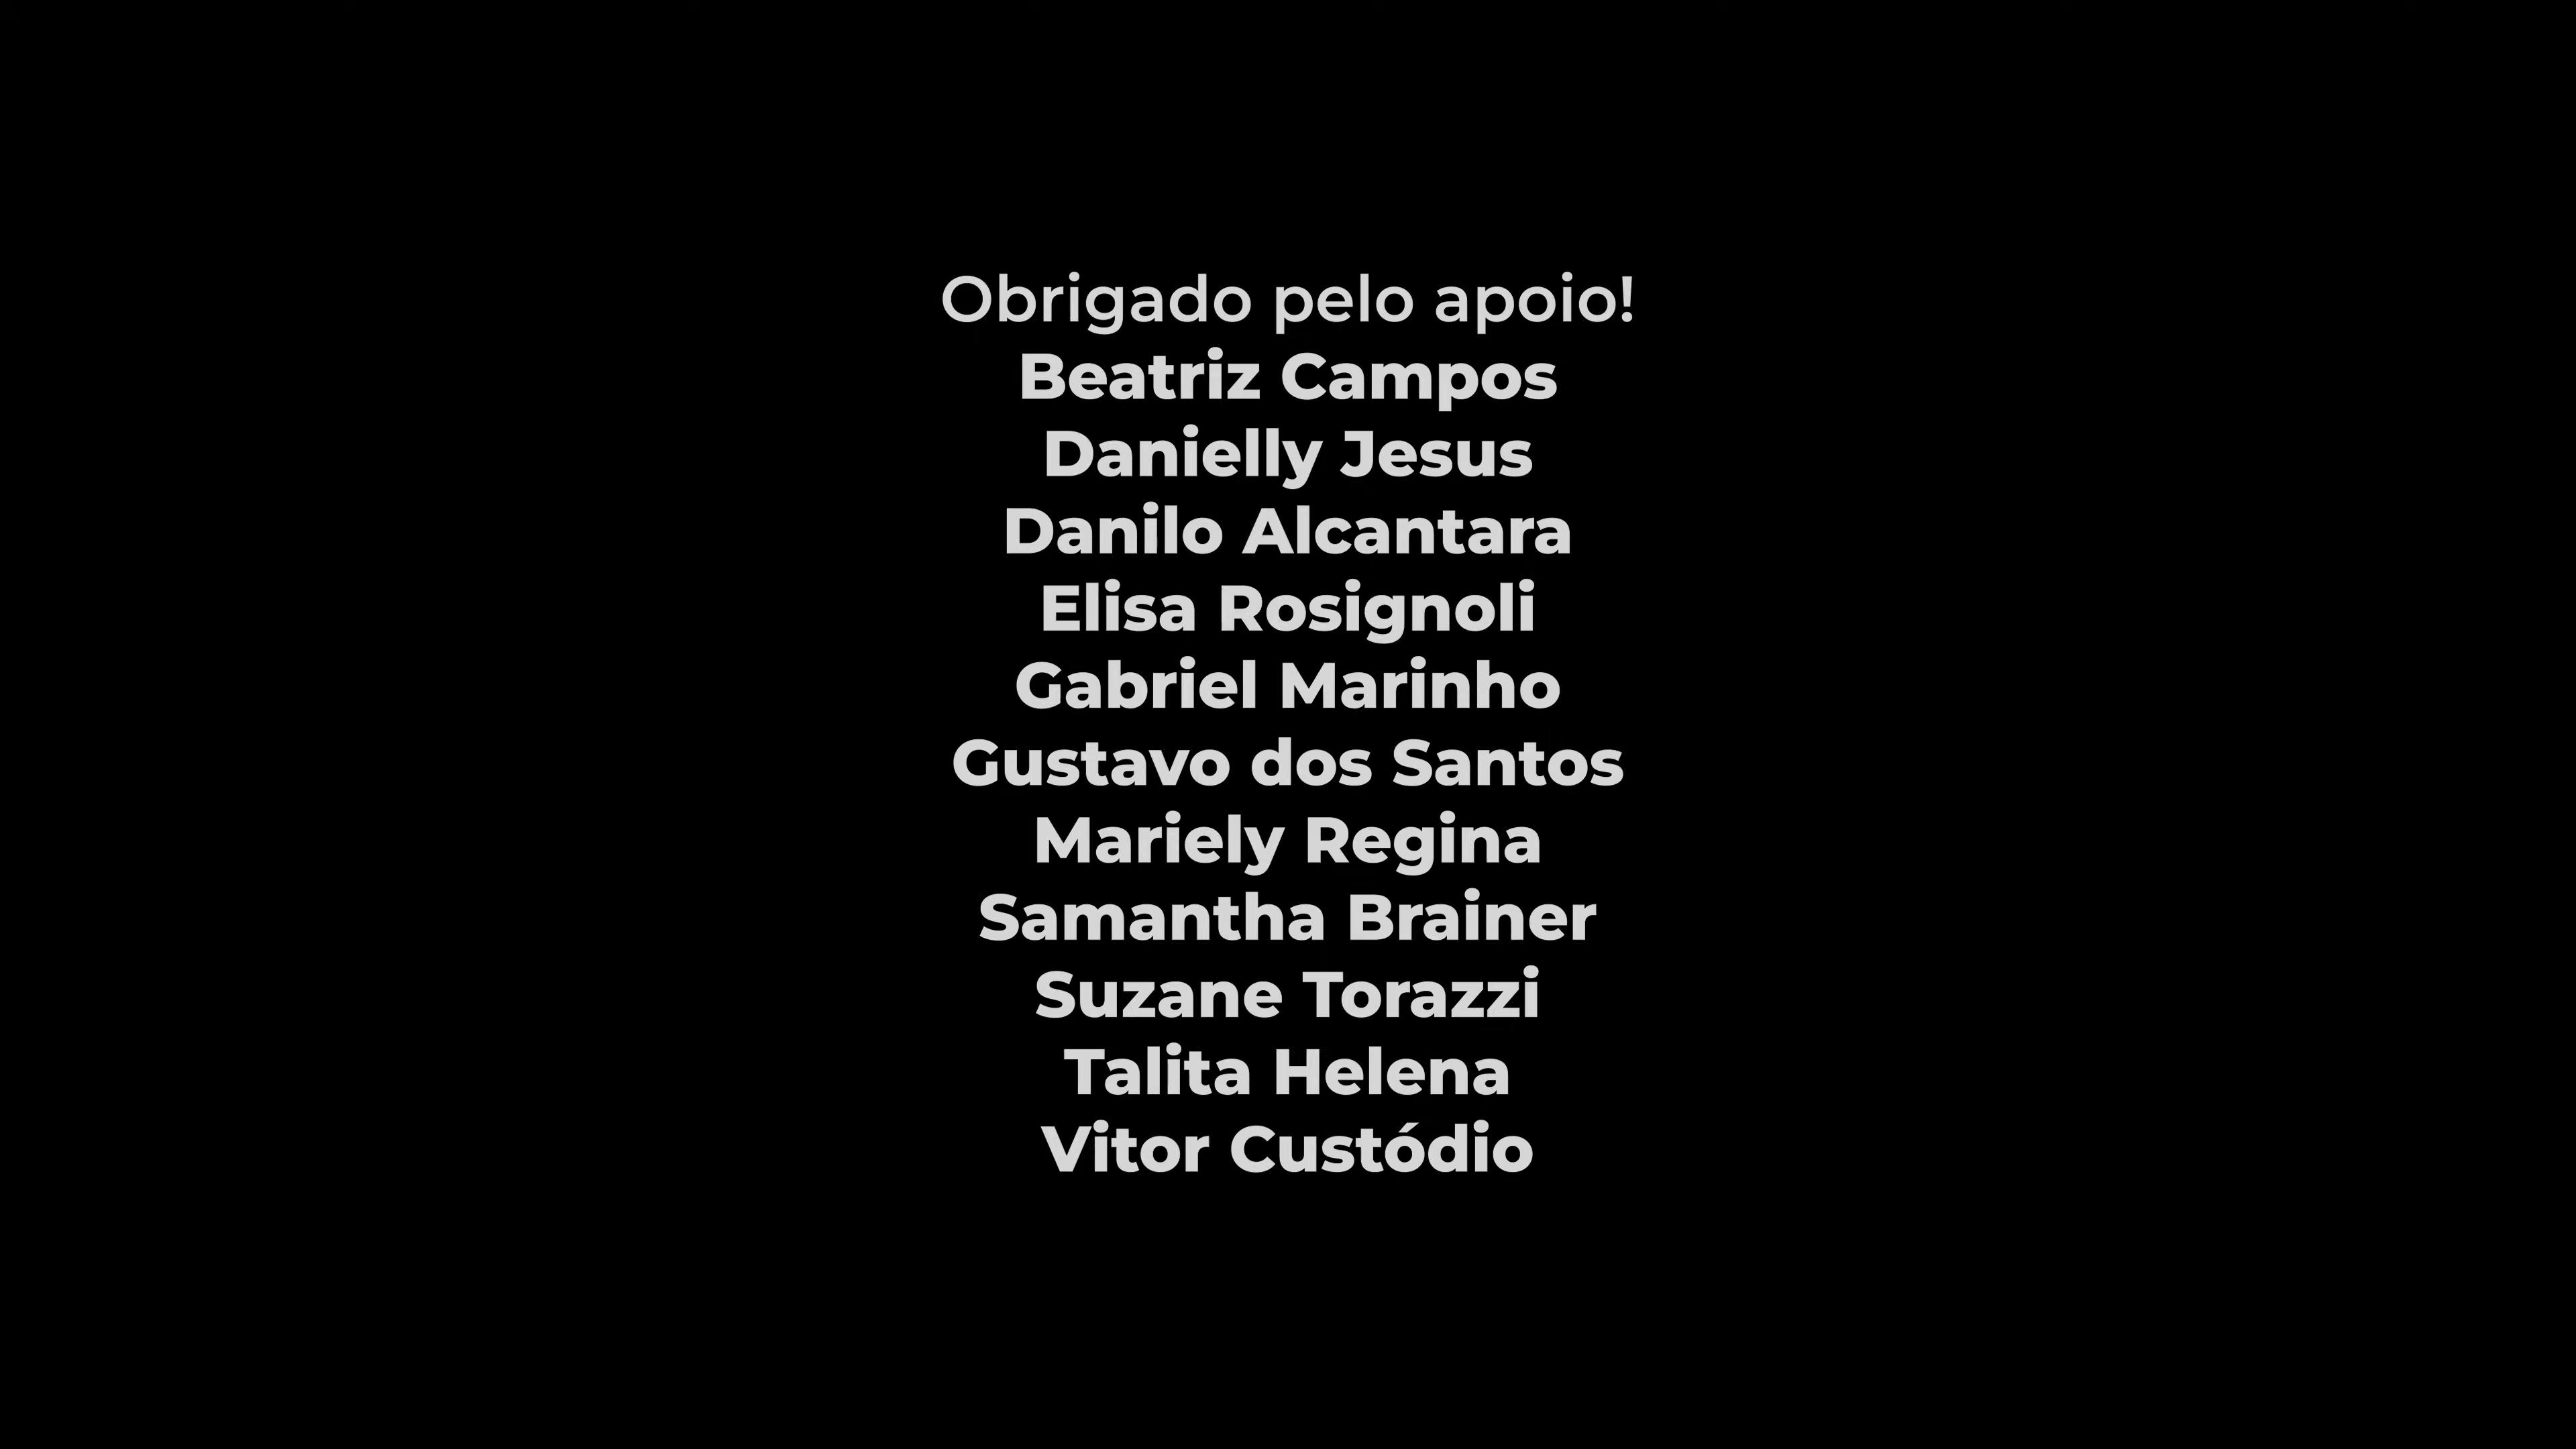 Obrigado pelo apoio!
Beatriz Campos
Danielly Jesus
Danilo Alcantara
Elisa Rosignoli
Gabriel Marinho
Gustavo dos Santos
Mariely Regina
Samantha Brainer
Suzane Torazzi
Talita Helena
Vitor Custódio